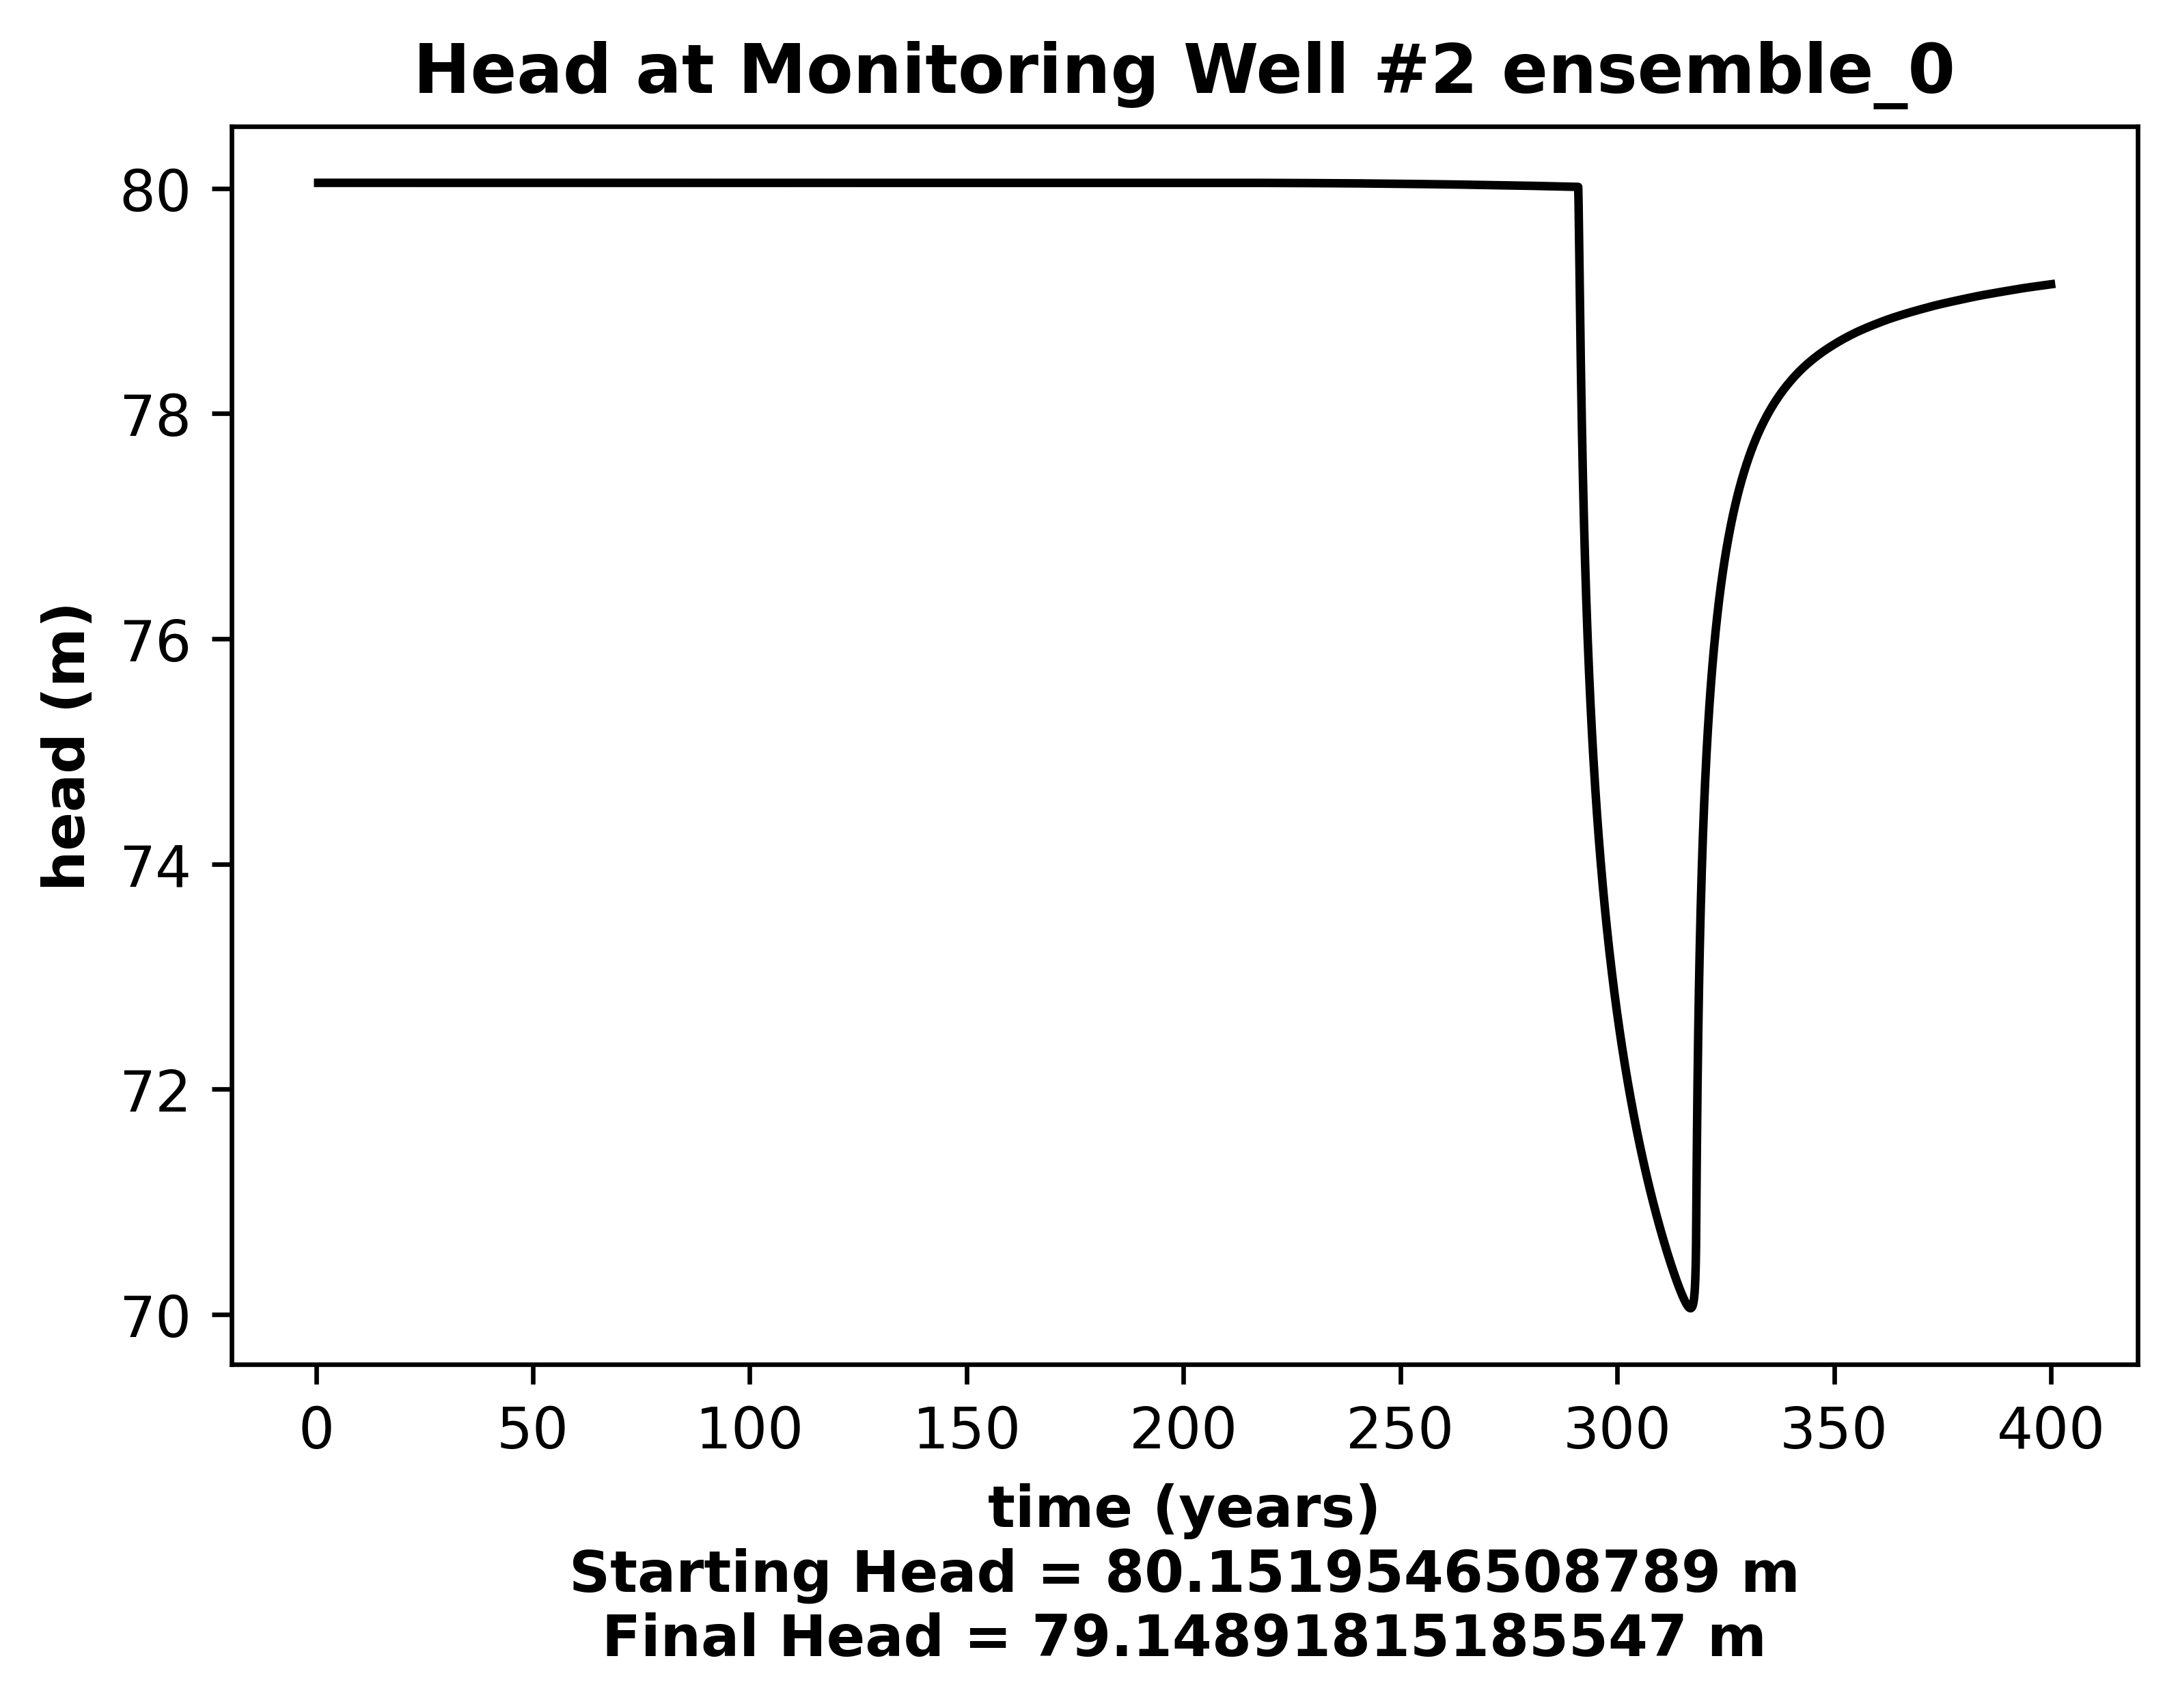 Head at Monitoring Well #2 ensemble_0
head (m)
80
78
76
74
72
70
0 50 100 150 200 250 300 350 400
time (years)
Starting Head = 80.1519546508789 m
Final Head = 79.14891815185547 m